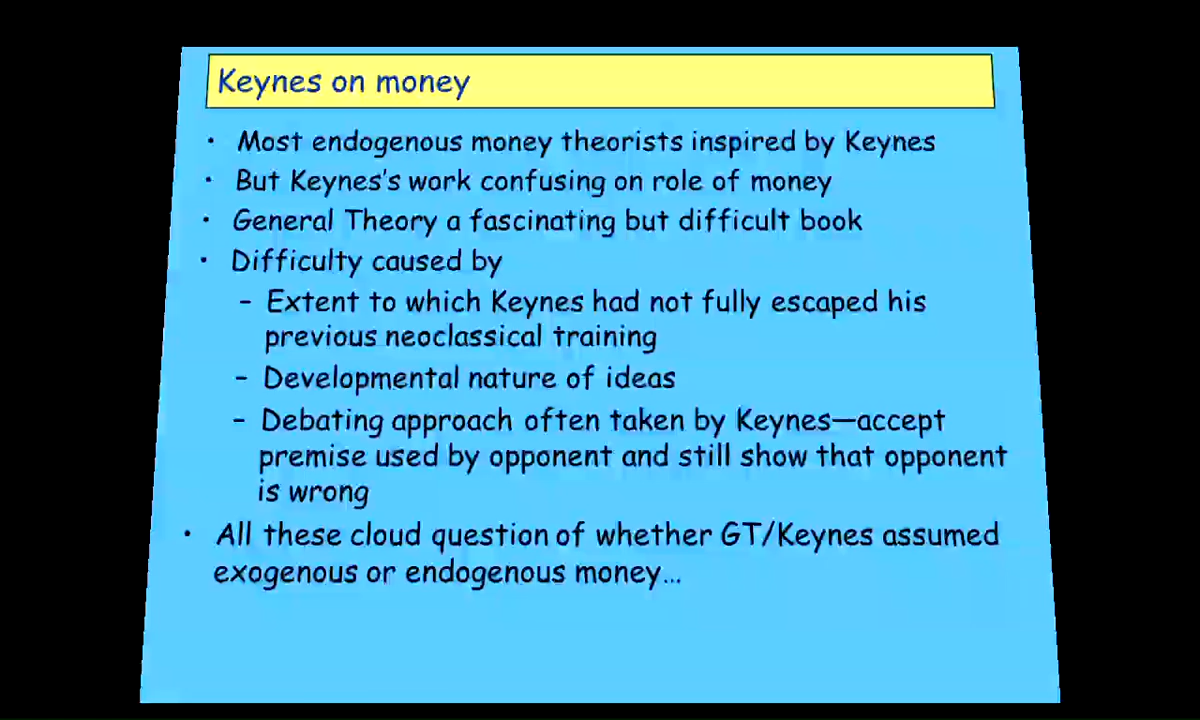 Keynes on money
• Most endogenous money theorists inspired by Keynes
• But Keynes's work confusing on role of money
• General Theory a fascinating but difficult book
• Difficulty caused by
– Extent to which Keynes had not fully escaped his
previous neoclassical training
– Developmental nature of ideas
– Debating approach often taken by Keynes—accept
premise used by opponent and still show that opponent
is wrong
• All these cloud question of whether GT/Keynes assumed
exogenous or endogenous money…